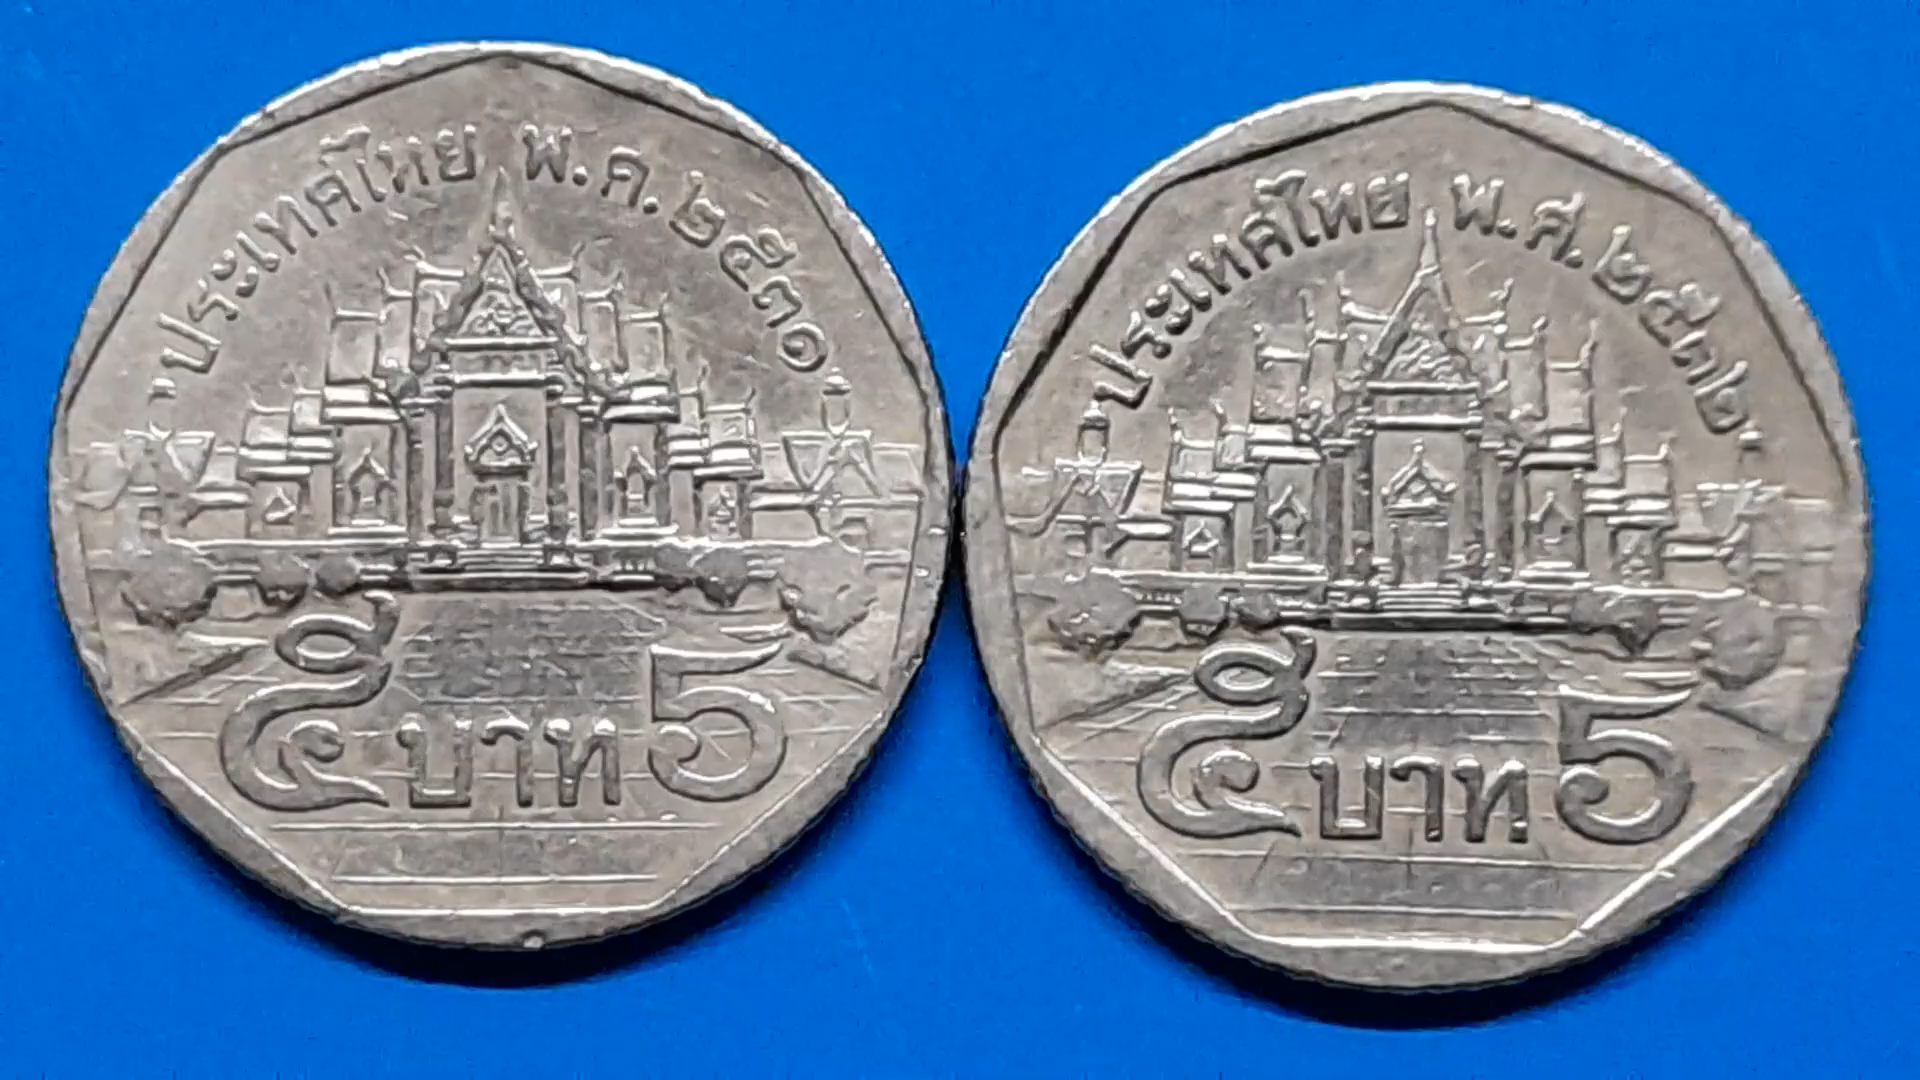 ประเทศไทย พ.ศ. ๒๕๓๑
๕ บาท 5
ประเทศไทย พ.ศ. ๒๕๓๒
๕ บาท 5